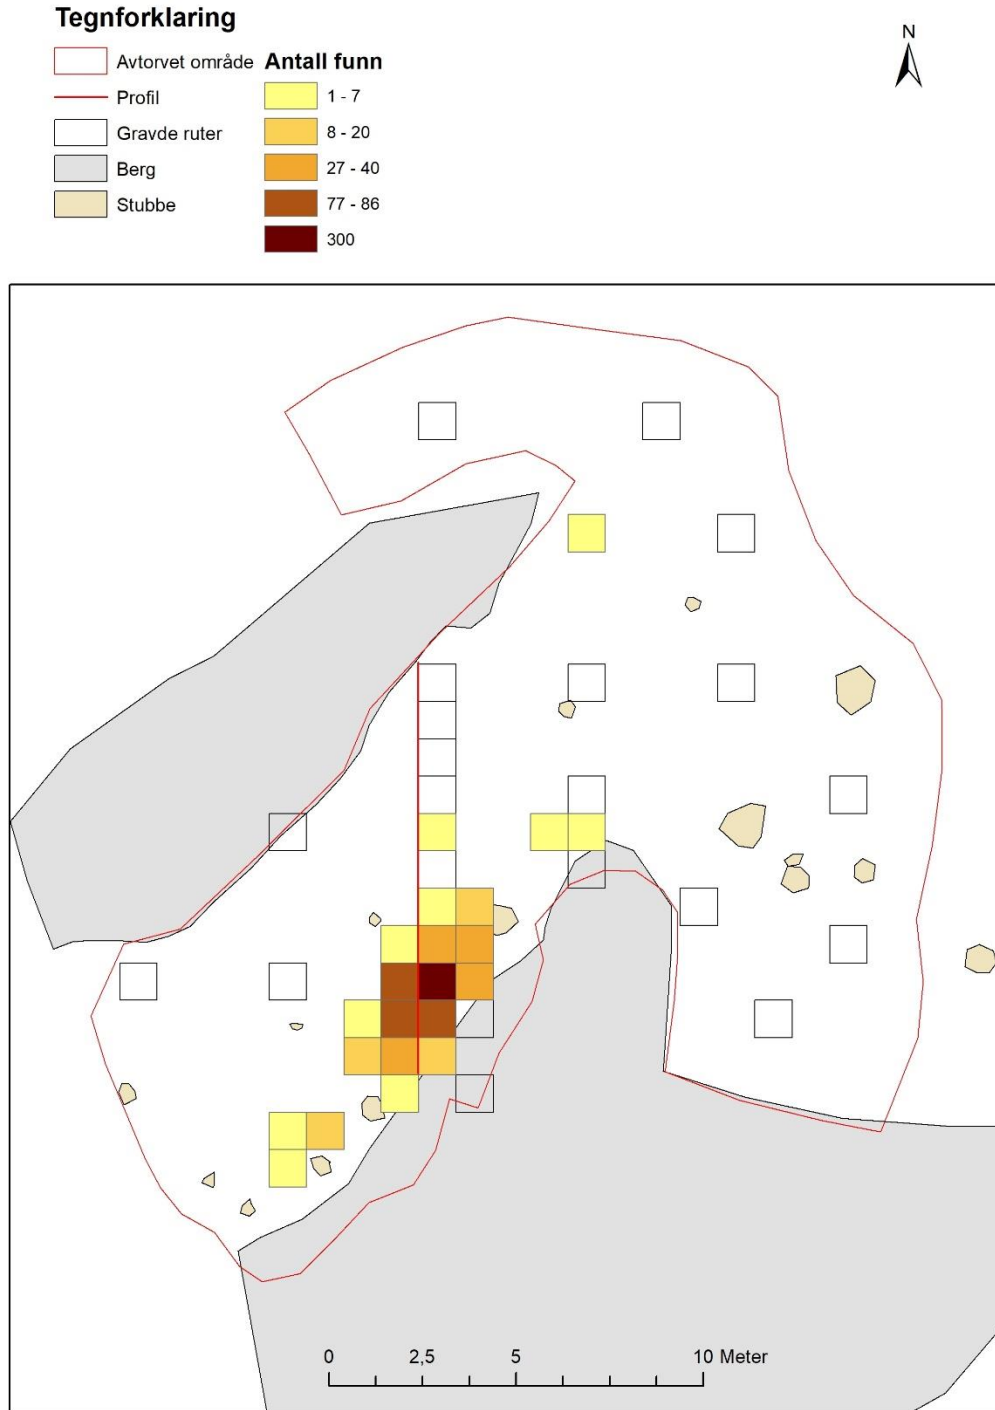 Tegnforklaring
Avtorvet område
Profil
Gravde ruter
Berg
Stubbe
Antall funn
1 - 7
8 - 20
27 - 40
77 - 86
300
N
0 2,5 5 10 Meter